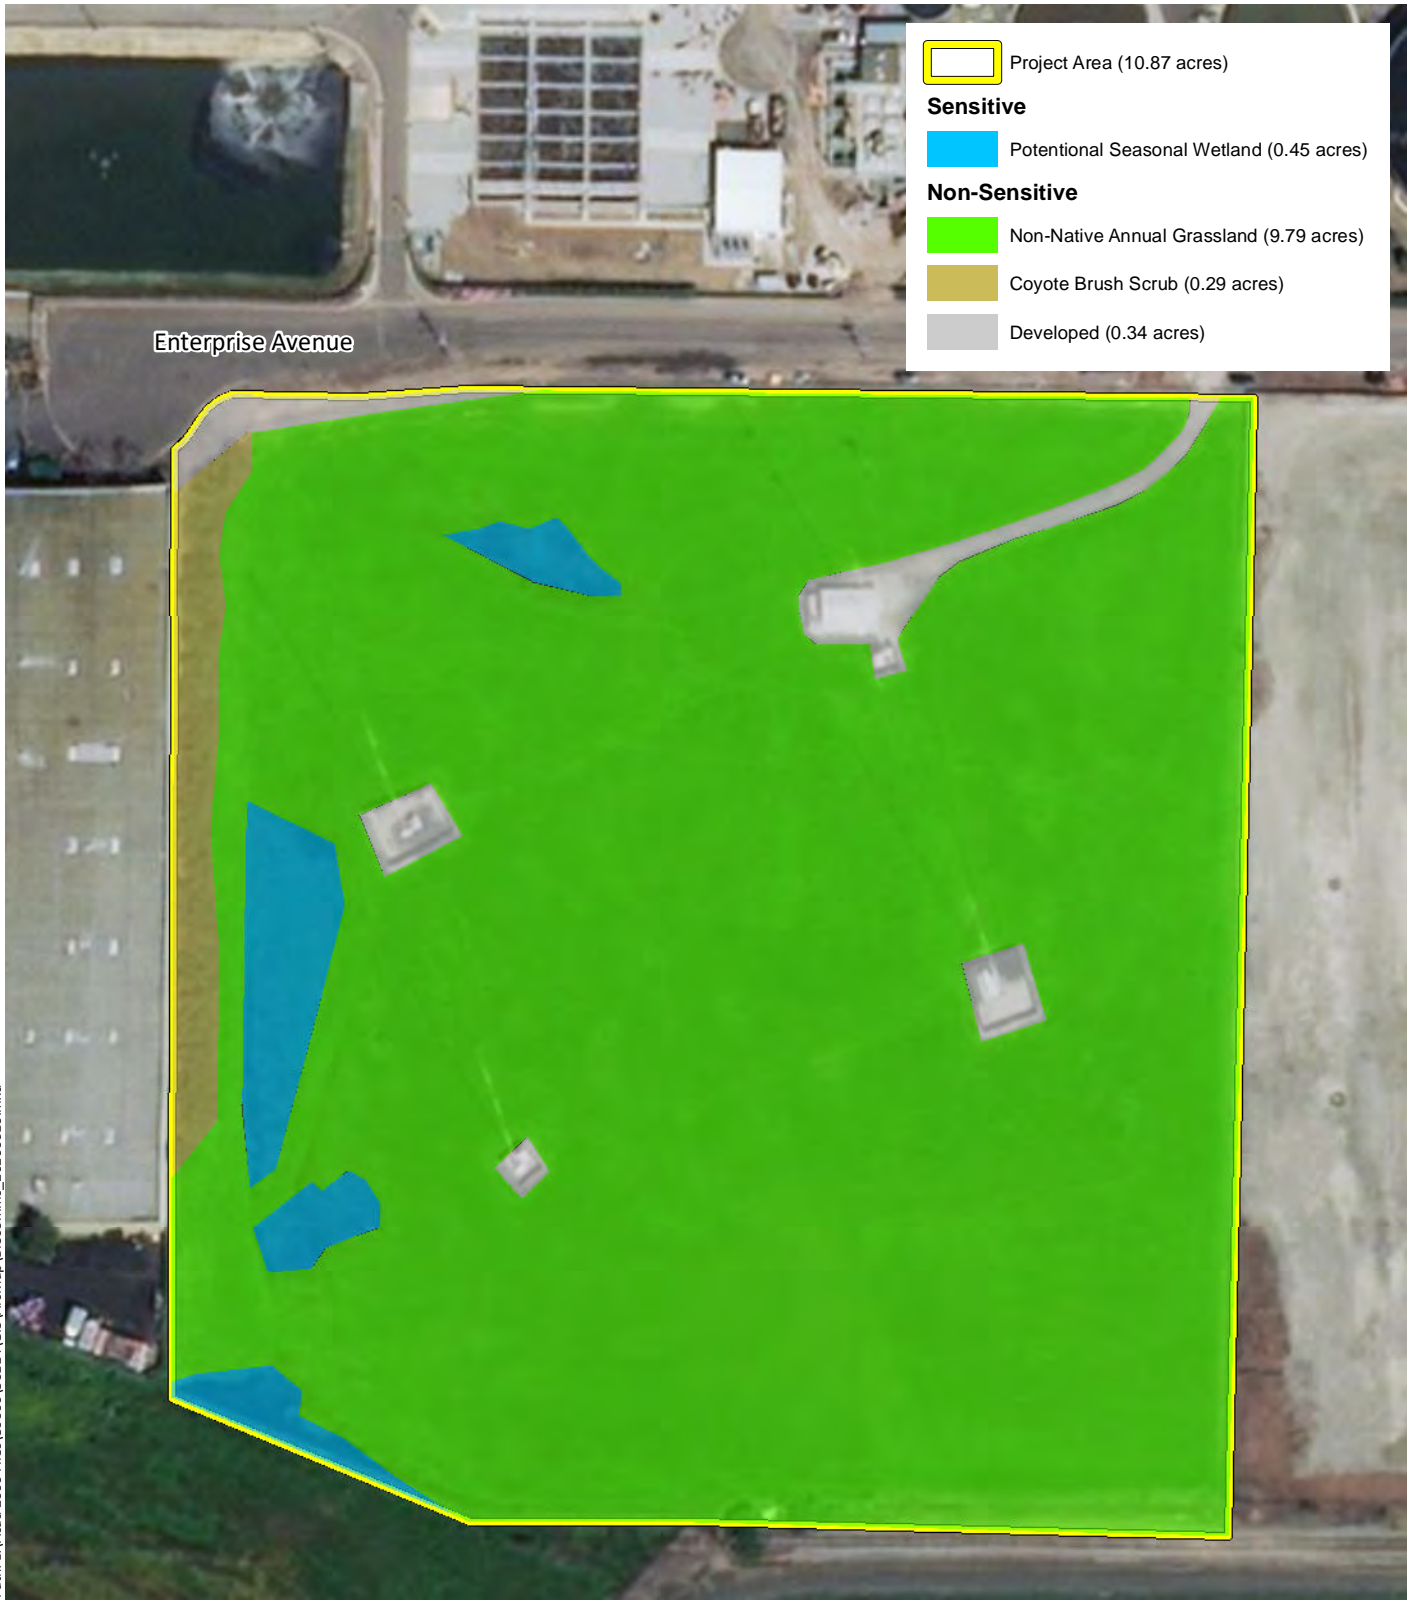 Project Area (10.87 acres)
Sensitive
Potentional Seasonal Wetland (0.45 acres)
Non-Sensitive
Non-Native Annual Grassland (9.79 acres)
Coyote Brush Scrub (0.29 acres)
Developed (0.34 acres)
Enterprise Avenue